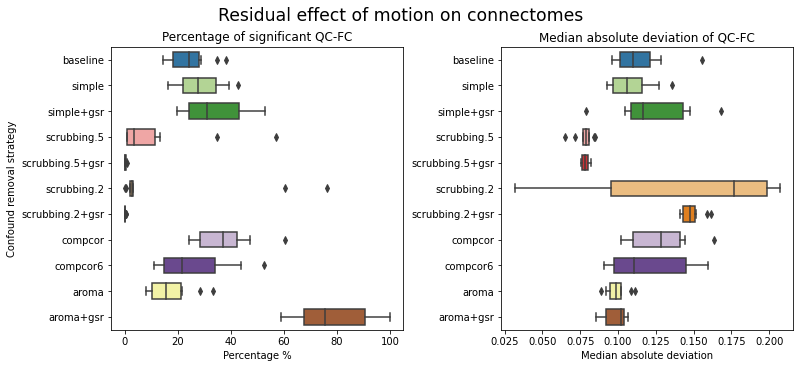 Residual effect of motion on connectomes
Percentage of significant QC-FC
Confound removal strategy
baseline
simple
simple+gsr
scrubbing.5
scrubbing.5+gsr
scrubbing.2
scrubbing.2+gsr
compcor
compcor6
aroma
aroma+gsr
0 20 40 60 80 100
Percentage %
Median absolute deviation of QC-FC
baseline
simple
simple+gsr
scrubbing.5
scrubbing.5+gsr
scrubbing.2
scrubbing.2+gsr
compcor
compcor6
aroma
aroma+gsr
0.025 0.050 0.075 0.100 0.125 0.150 0.175 0.200
Median absolute deviation